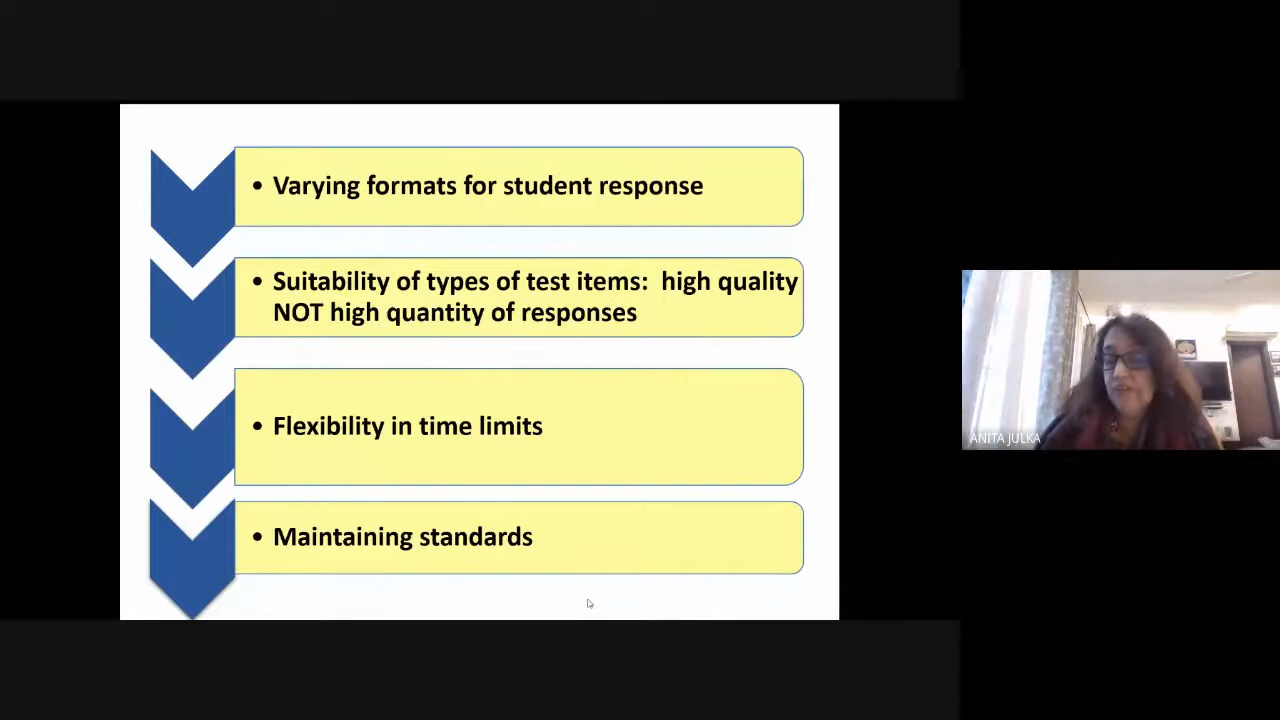 • Varying formats for student response
• Suitability of types of test items:  high quality
NOT high quantity of responses
• Flexibility in time limits
• Maintaining standards
ANITA JULKA